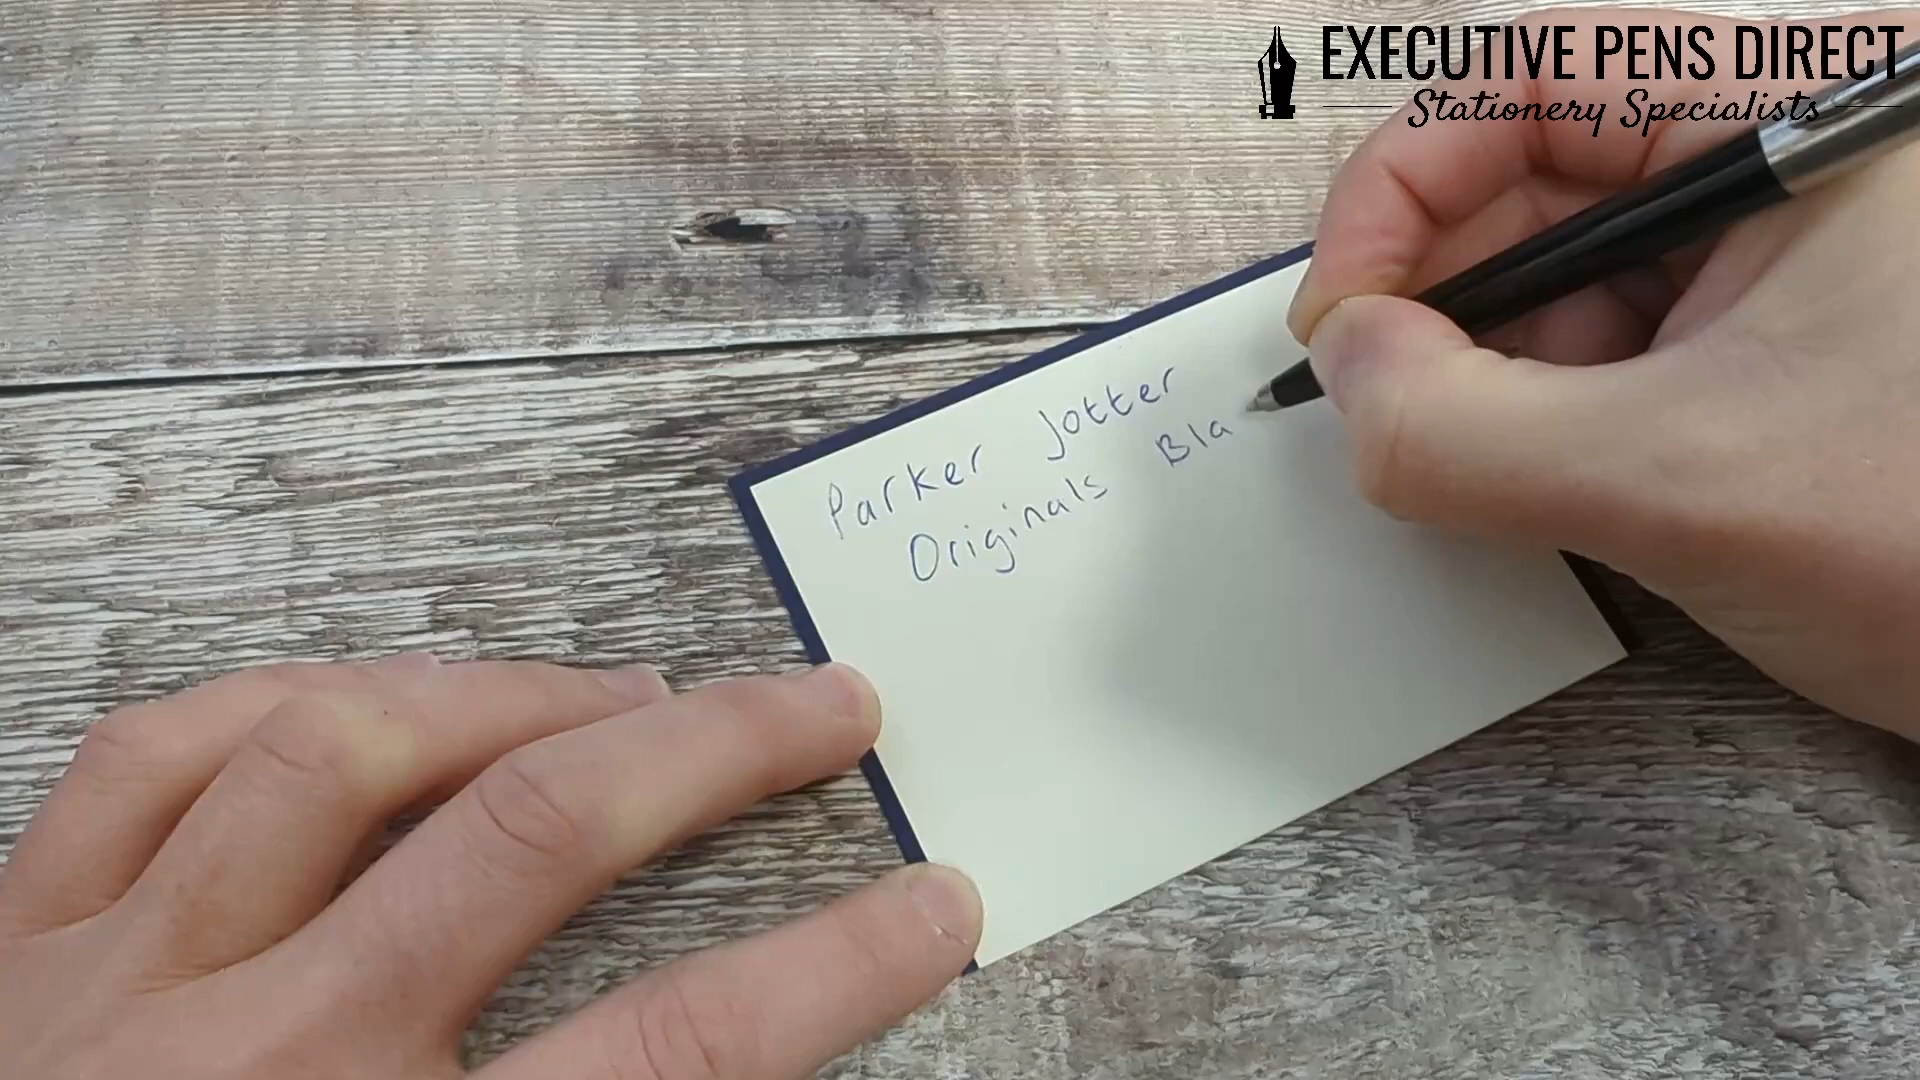 EXECUTIVE PENS DIRECT
Stationery Specialists
Parker Jotter
Originals Bla